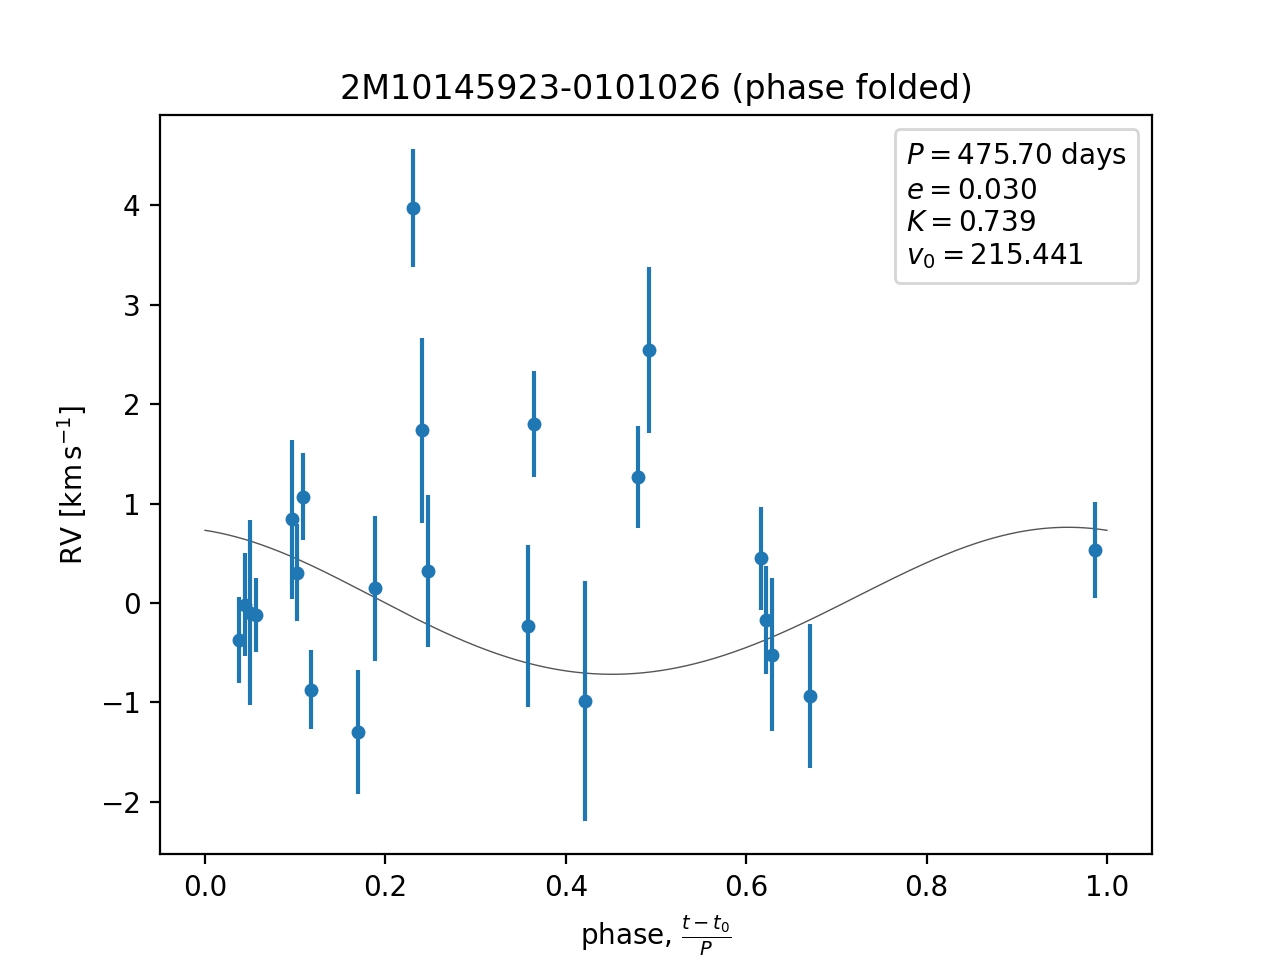 2M10145923-0101026 (phase folded)
P = 475.70 days
e = 0.030
K = 0.739
v₀ = 215.441
RV [km s⁻¹]
4
3
2
1
0
−1
−2
0.0 0.2 0.4 0.6 0.8 1.0
phase, (t − t₀)/P